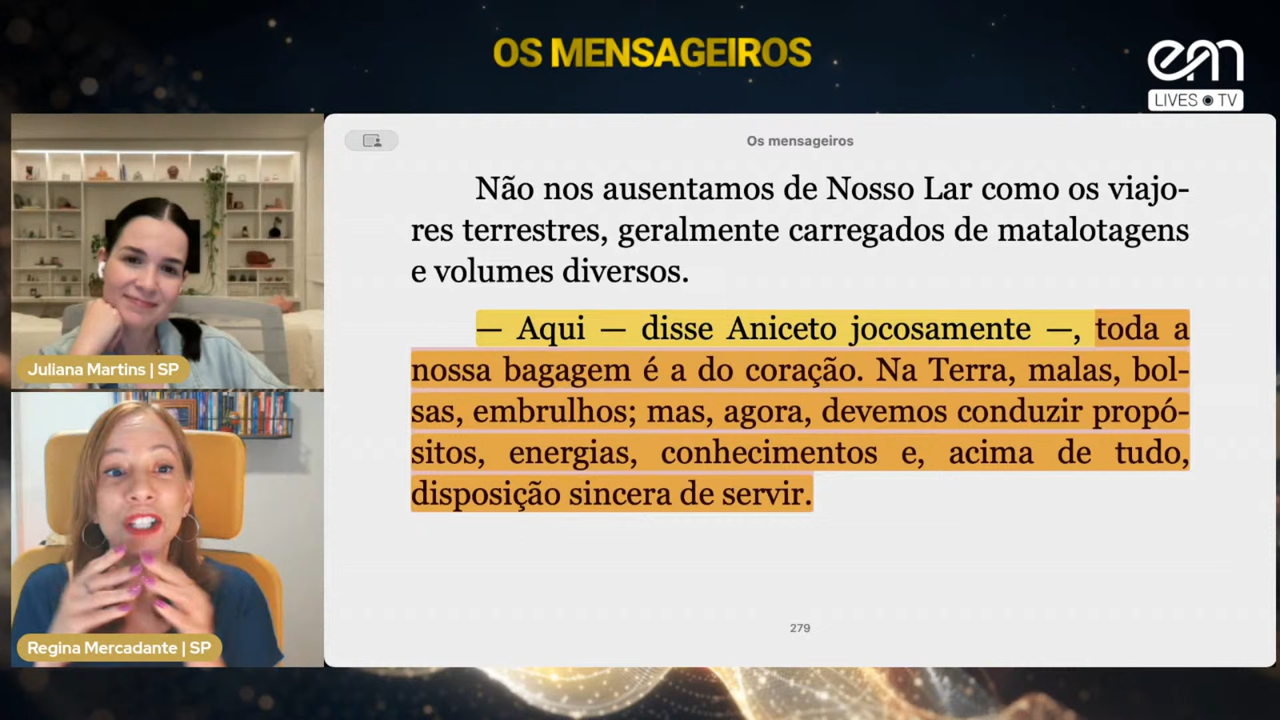 OS MENSAGEIROS
em
LIVES TV
Os mensageiros
Não nos ausentamos de Nosso Lar como os viajo-
res terrestres, geralmente carregados de matalotagens
e volumes diversos.
— Aqui — disse Aniceto jocosamente —, toda a
nossa bagagem é a do coração. Na Terra, malas, bol-
sas, embrulhos; mas, agora, devemos conduzir propó-
sitos, energias, conhecimentos e, acima de tudo,
disposição sincera de servir.
279
Juliana Martins | SP
Regina Mercadante | SP